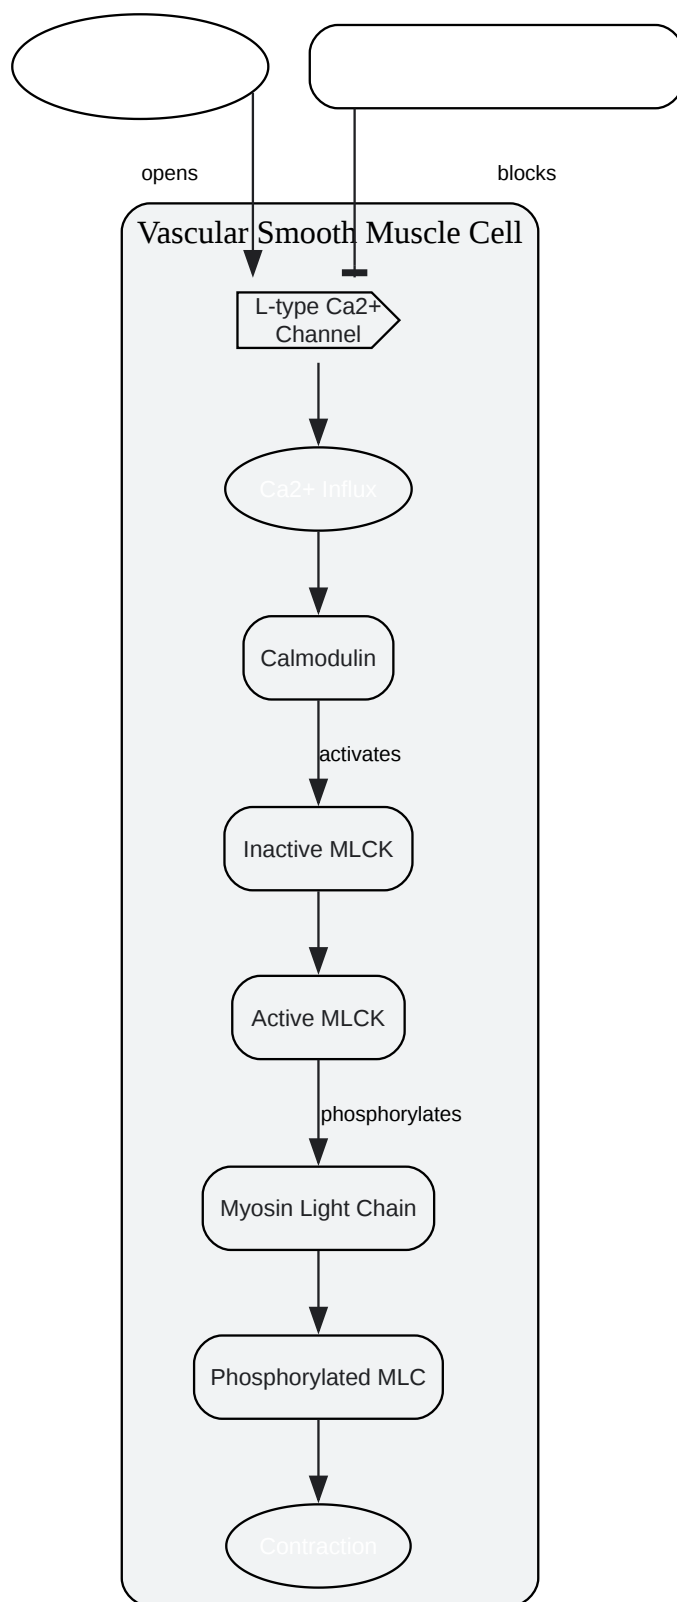 opens
blocks
Vascular Smooth Muscle Cell
L-type Ca2+
Channel
Ca2+ Influx
Calmodulin
activates
Inactive MLCK
Active MLCK
phosphorylates
Myosin Light Chain
Phosphorylated MLC
Contraction